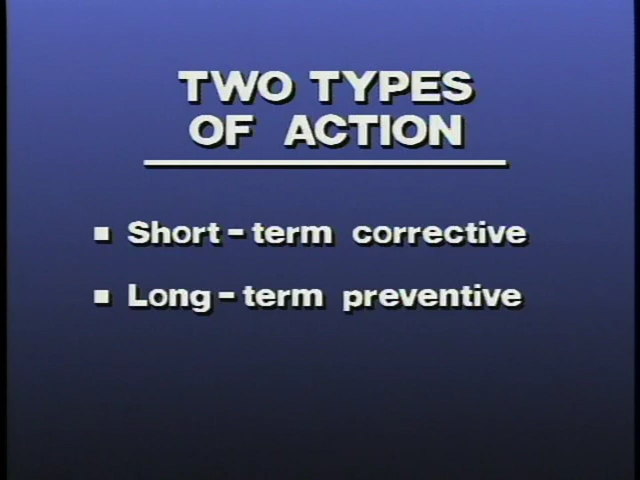 TWO TYPES
OF ACTION
▪ Short-term corrective
▪ Long-term preventive